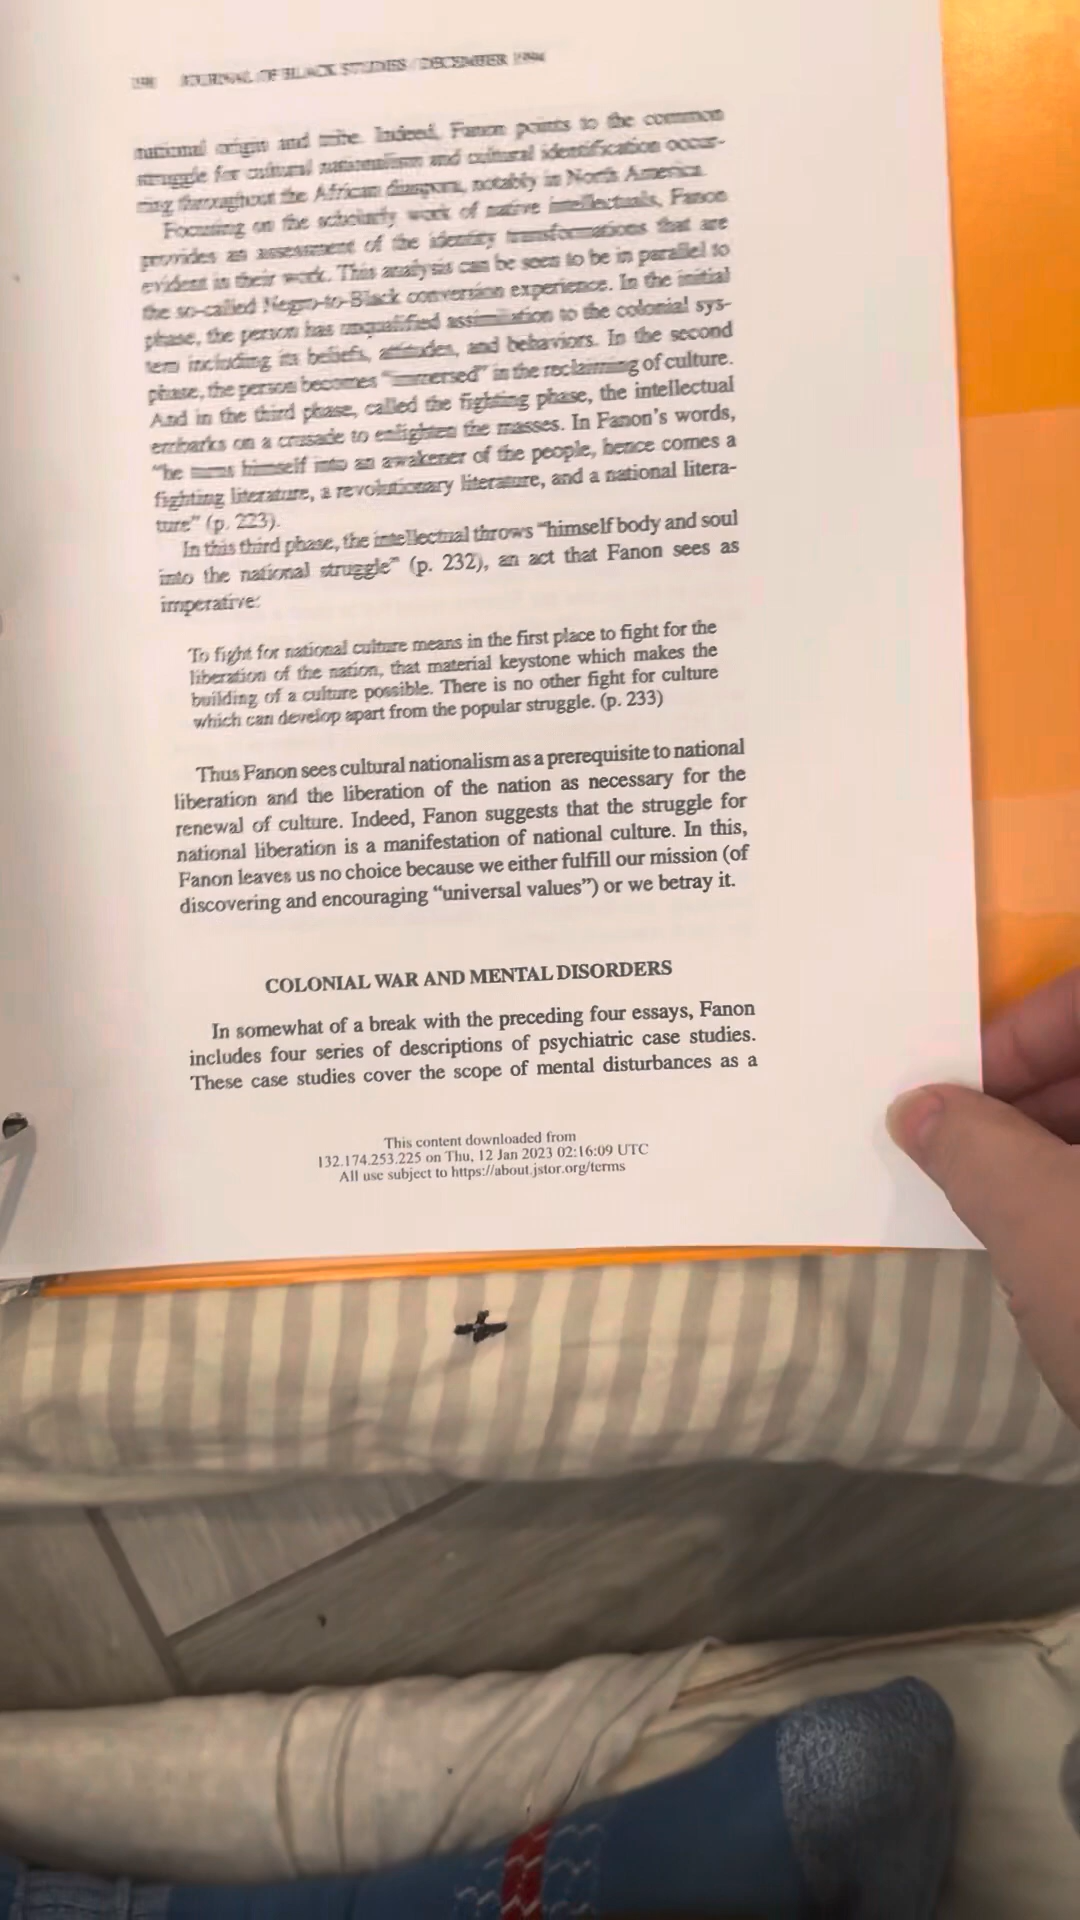 JOURNAL OF BLACK STUDIES / DECEMBER 1994
national origin and tribe. Indeed, Fanon points to the common
struggle for cultural nationalism and cultural identification occur-
ring throughout the African diaspora, notably in North America.
Focusing on the scholarly work of native intellectuals, Fanon
provides an assessment of the identity transformations that are
evident in their work. This analysis can be seen to be in parallel to
the so-called Negro-to-Black conversion experience. In the initial
phase, the person has unqualified assimilation to the colonial sys-
tem including its beliefs, attitudes, and behaviors. In the second
phase, the person becomes "immersed" in the reclaiming of culture.
And in the third phase, called the fighting phase, the intellectual
embarks on a crusade to enlighten the masses. In Fanon's words,
"he turns himself into an awakener of the people, hence comes a
fighting literature, a revolutionary literature, and a national litera-
ture" (p. 223).
In this third phase, the intellectual throws "himself body and soul
into the national struggle" (p. 232), an act that Fanon sees as
imperative:
To fight for national culture means in the first place to fight for the
liberation of the nation, that material keystone which makes the
building of a culture possible. There is no other fight for culture
which can develop apart from the popular struggle. (p. 233)
Thus Fanon sees cultural nationalism as a prerequisite to national
liberation and the liberation of the nation as necessary for the
renewal of culture. Indeed, Fanon suggests that the struggle for
national liberation is a manifestation of national culture. In this,
Fanon leaves us no choice because we either fulfill our mission (of
discovering and encouraging "universal values") or we betray it.
COLONIAL WAR AND MENTAL DISORDERS
In somewhat of a break with the preceding four essays, Fanon
includes four series of descriptions of psychiatric case studies.
These case studies cover the scope of mental disturbances as a
This content downloaded from
132.174.253.225 on Thu, 12 Jan 2023 02:16:09 UTC
All use subject to https://about.jstor.org/terms